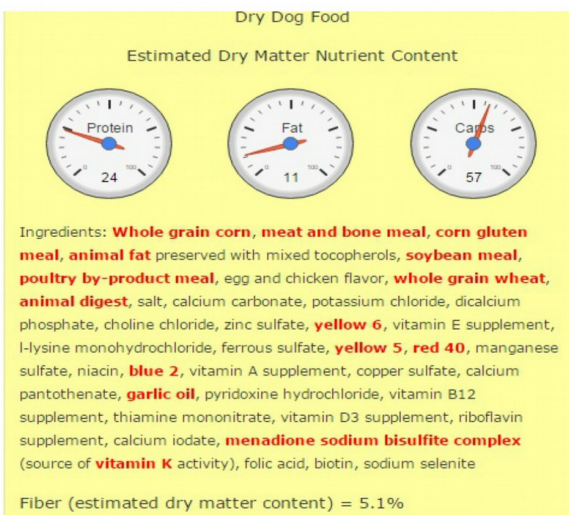 Dry Dog Food
Estimated Dry Matter Nutrient Content
Protein
0 100
24
Fat
0 100
11
Carbs
0 100
57
Ingredients: Whole grain corn, meat and bone meal, corn gluten
meal, animal fat preserved with mixed tocopherols, soybean meal,
poultry by-product meal, egg and chicken flavor, whole grain wheat,
animal digest, salt, calcium carbonate, potassium chloride, dicalcium
phosphate, choline chloride, zinc sulfate, yellow 6, vitamin E supplement,
l-lysine monohydrochloride, ferrous sulfate, yellow 5, red 40, manganese
sulfate, niacin, blue 2, vitamin A supplement, copper sulfate, calcium
pantothenate, garlic oil, pyridoxine hydrochloride, vitamin B12
supplement, thiamine mononitrate, vitamin D3 supplement, riboflavin
supplement, calcium iodate, menadione sodium bisulfite complex
(source of vitamin K activity), folic acid, biotin, sodium selenite
Fiber (estimated dry matter content) = 5.1%